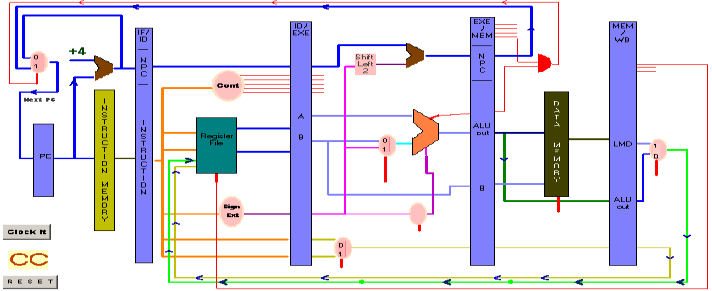 +4
0
1
Next PC
PC
INSTRUCTION MEMORY
IF/
ID
NPC
INSTRUCTION
Cont
Register
File
Sign
Ext
0
1
ID/
EXE
A
B
Shift
Left
2
0
1
EXE
/
MEM
NPC
ALU
out
B
DATA
MEMORY
MEM
/
WB
LMD
ALU
out
1
0
Clock it
CC
RESET